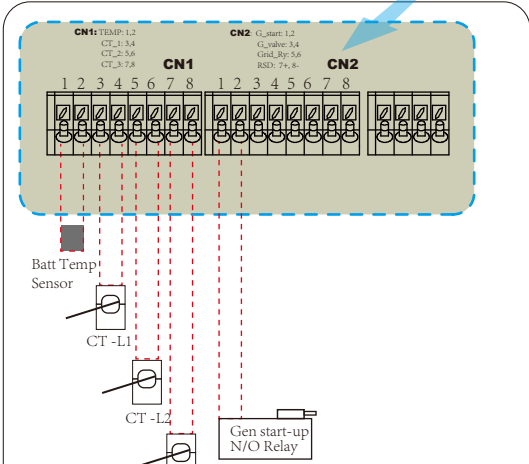 CN1: TEMP: 1,2
CT_1: 3,4
CT_2: 5,6
CT_3: 7,8
CN1
CN2: G_start: 1,2
G_valve: 3,4
Grid_Ry: 5,6
RSD: 7+, 8-
CN2
1 2 3 4 5 6 7 8
1 2 3 4 5 6 7 8
Batt Temp
Sensor
CT -L1
CT -L2
Gen start-up
N/O Relay